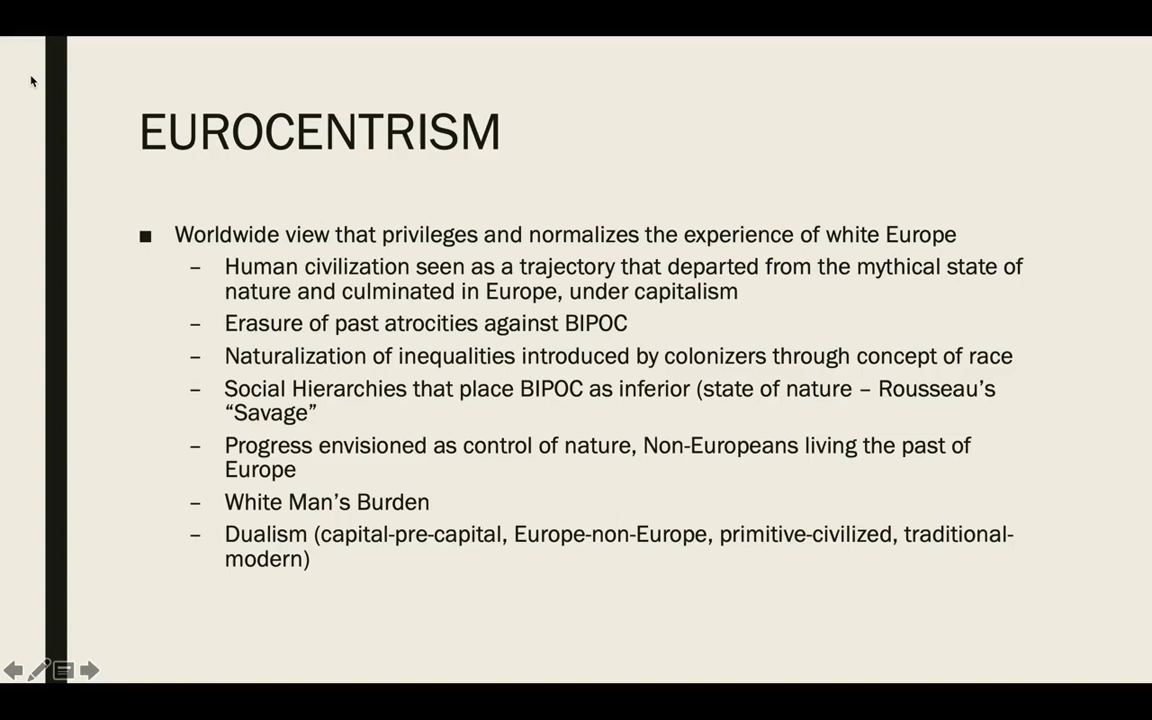 EUROCENTRISM
■ Worldwide view that privileges and normalizes the experience of white Europe
– Human civilization seen as a trajectory that departed from the mythical state of
nature and culminated in Europe, under capitalism
– Erasure of past atrocities against BIPOC
– Naturalization of inequalities introduced by colonizers through concept of race
– Social Hierarchies that place BIPOC as inferior (state of nature – Rousseau’s
“Savage”
– Progress envisioned as control of nature, Non-Europeans living the past of
Europe
– White Man’s Burden
– Dualism (capital-pre-capital, Europe-non-Europe, primitive-civilized, traditional-
modern)